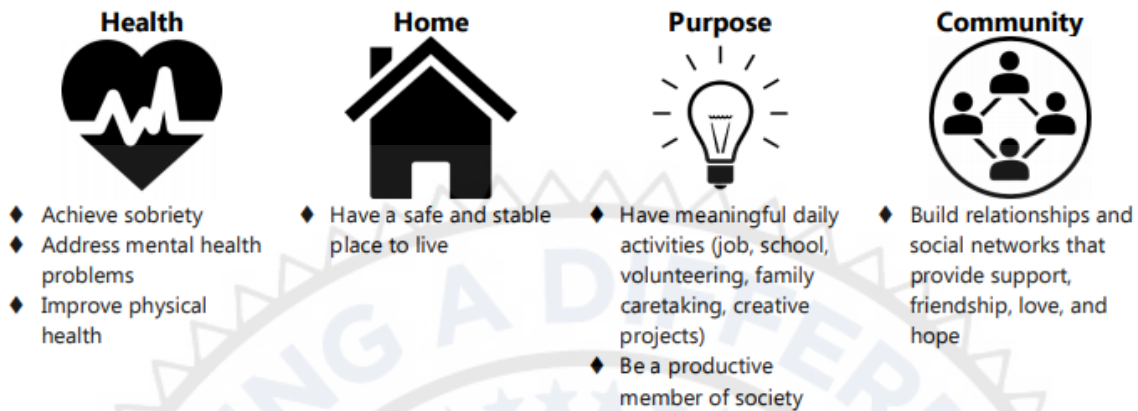 Health
♦ Achieve sobriety
♦ Address mental health
problems
♦ Improve physical
health
Home
♦ Have a safe and stable
place to live
Purpose
♦ Have meaningful daily
activities (job, school,
volunteering, family
caretaking, creative
projects)
♦ Be a productive
member of society
Community
♦ Build relationships and
social networks that
provide support,
friendship, love, and
hope